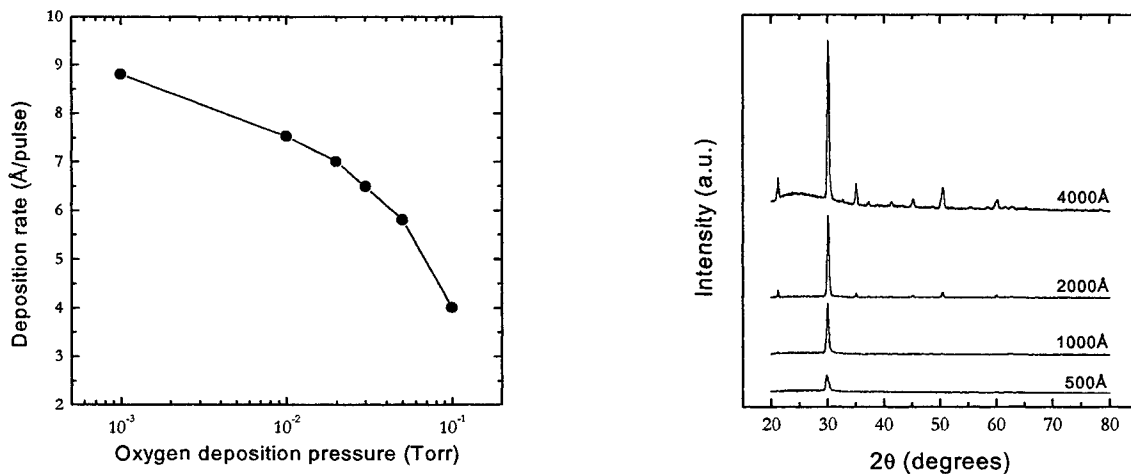 10
9
8
7
6
5
4
3
2
Deposition rate (Å/pulse)
10⁻³
10⁻²
10⁻¹
Oxygen deposition pressure (Torr)
Intensity (a.u.)
4000Å
2000Å
1000Å
500Å
20 30 40 50 60 70 80
2θ (degrees)